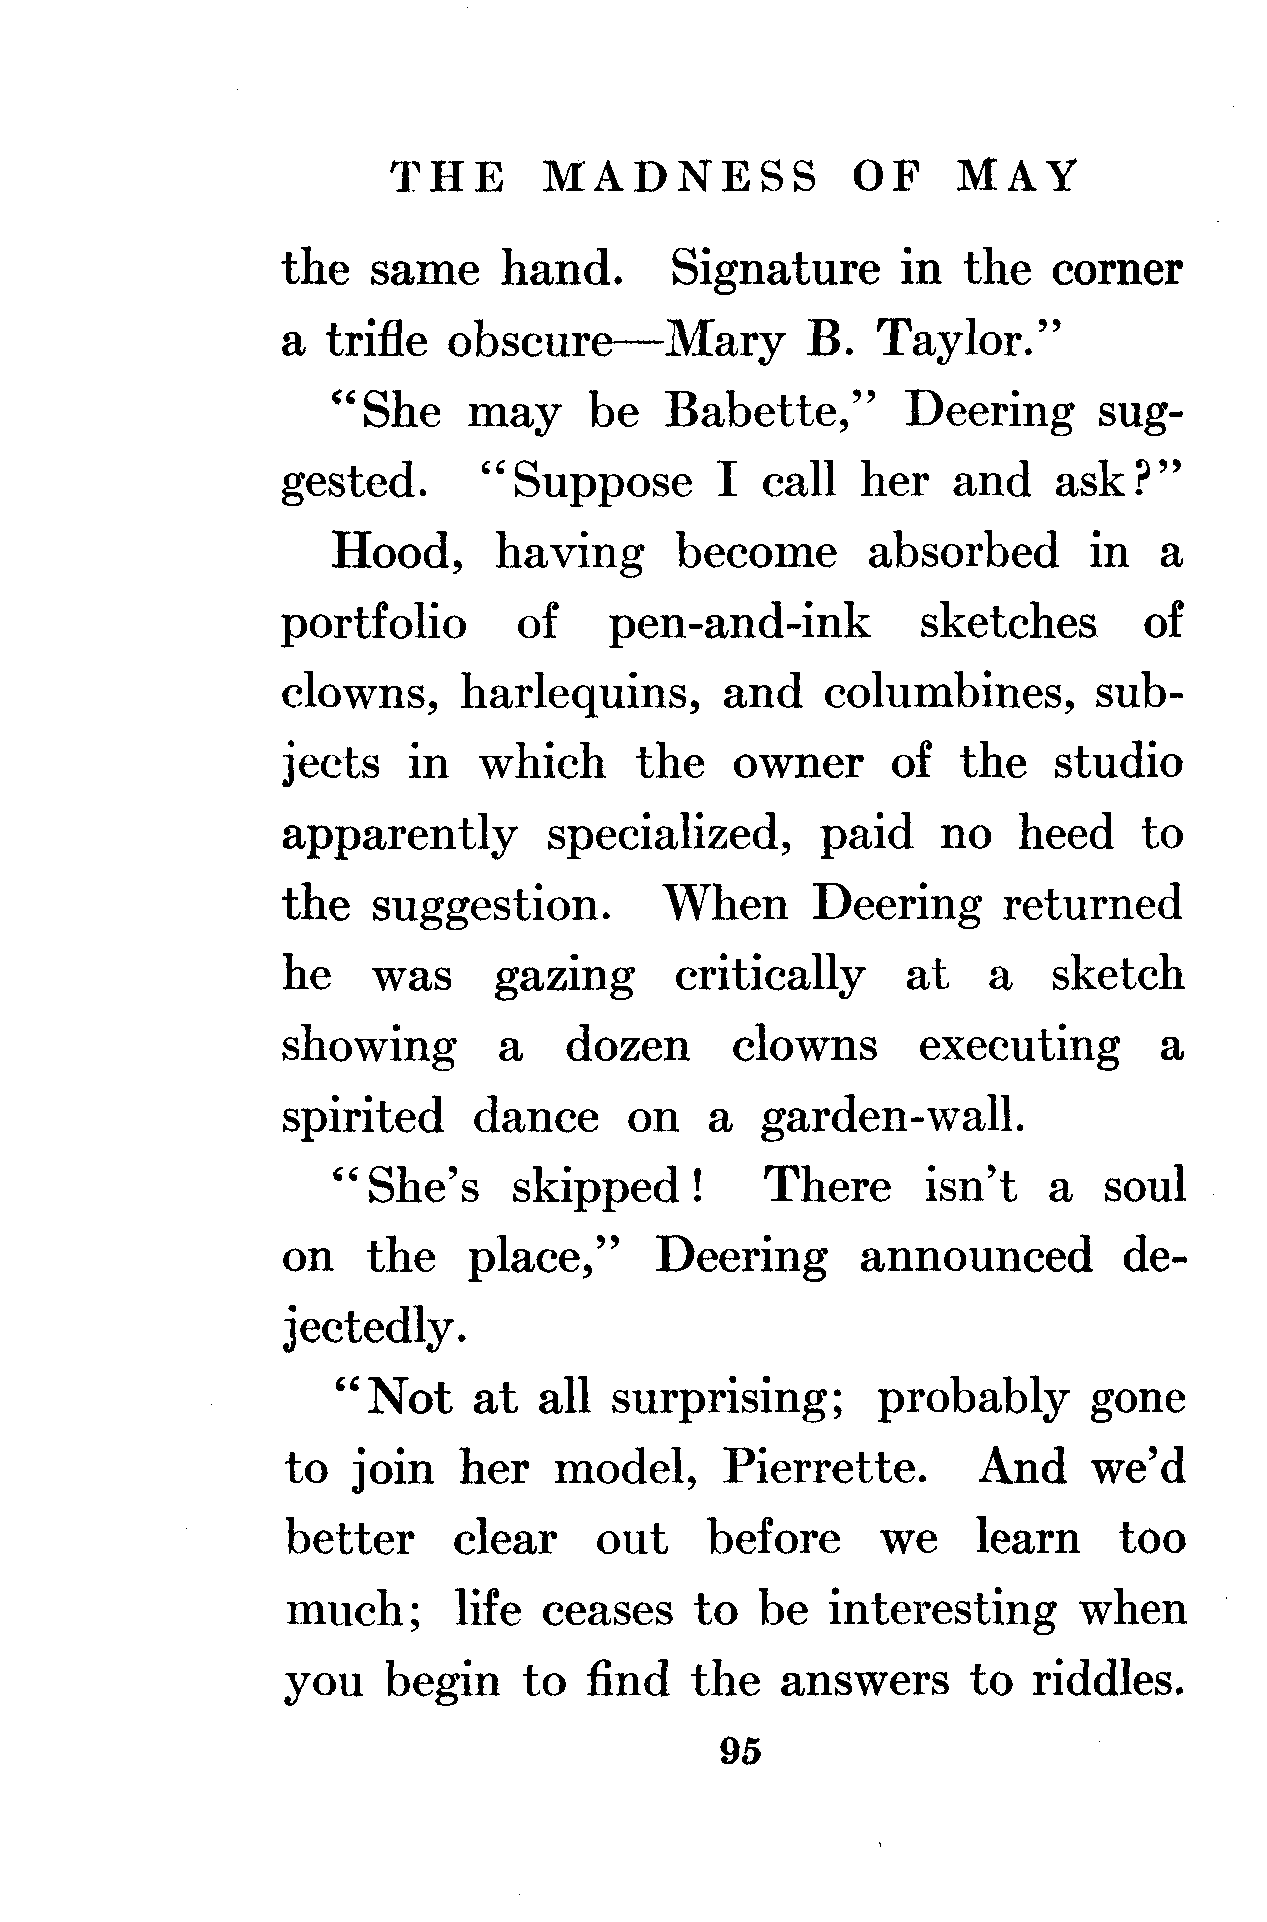 THE MADNESS OF MAY
the same hand. Signature in the corner
a trifle obscure—Mary B. Taylor.”
“She may be Babette,” Deering sug-
gested. “Suppose I call her and ask?”
Hood, having become absorbed in a
portfolio of pen-and-ink sketches of
clowns, harlequins, and columbines, sub-
jects in which the owner of the studio
apparently specialized, paid no heed to
the suggestion. When Deering returned
he was gazing critically at a sketch
showing a dozen clowns executing a
spirited dance on a garden-wall.
“She’s skipped! There isn’t a soul
on the place,” Deering announced de-
jectedly.
“Not at all surprising; probably gone
to join her model, Pierrette. And we’d
better clear out before we learn too
much; life ceases to be interesting when
you begin to find the answers to riddles.
95